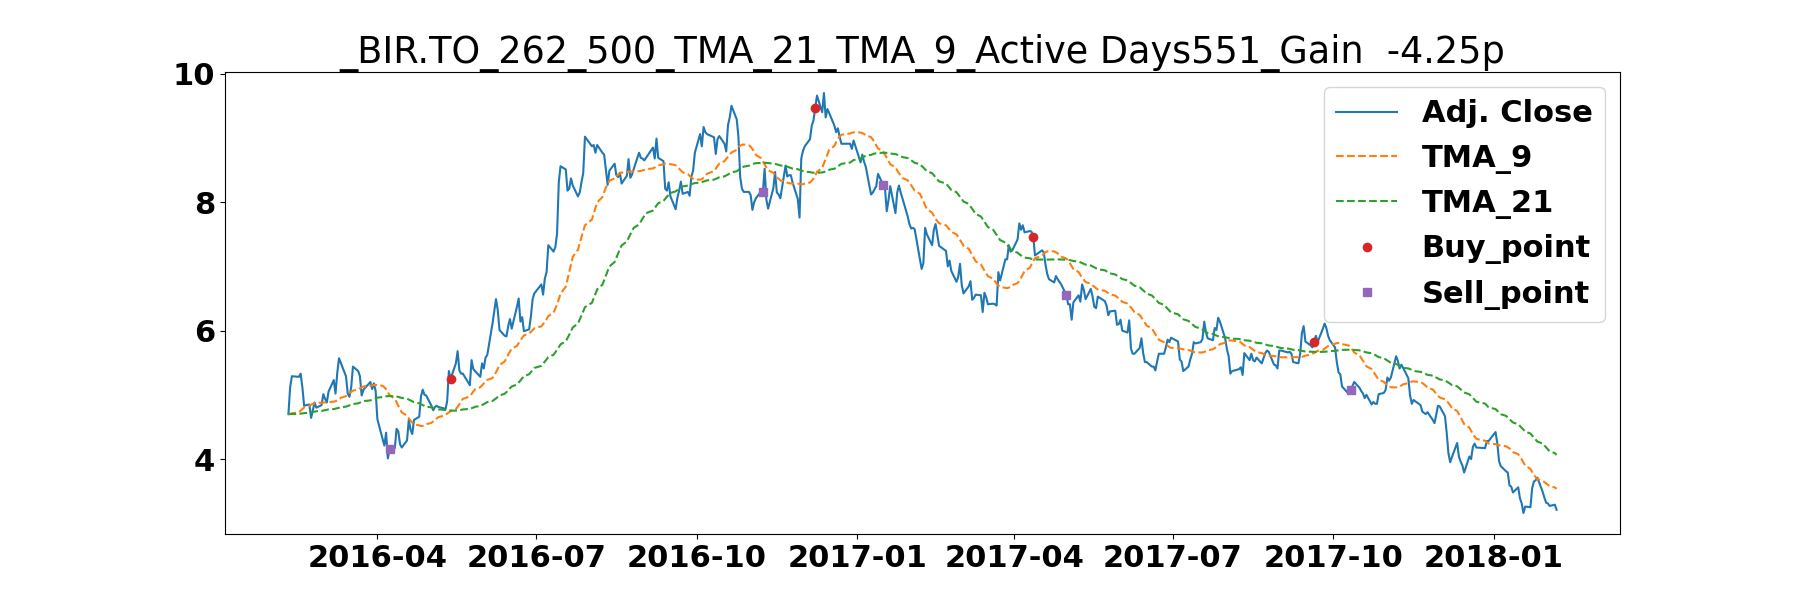 _BIR.TO_262_500_TMA_21_TMA_9_Active Days551_Gain  -4.25p
10
8
6
4
Adj. Close
TMA_9
TMA_21
Buy_point
Sell_point
2016-04 2016-07 2016-10 2017-01 2017-04 2017-07 2017-10 2018-01